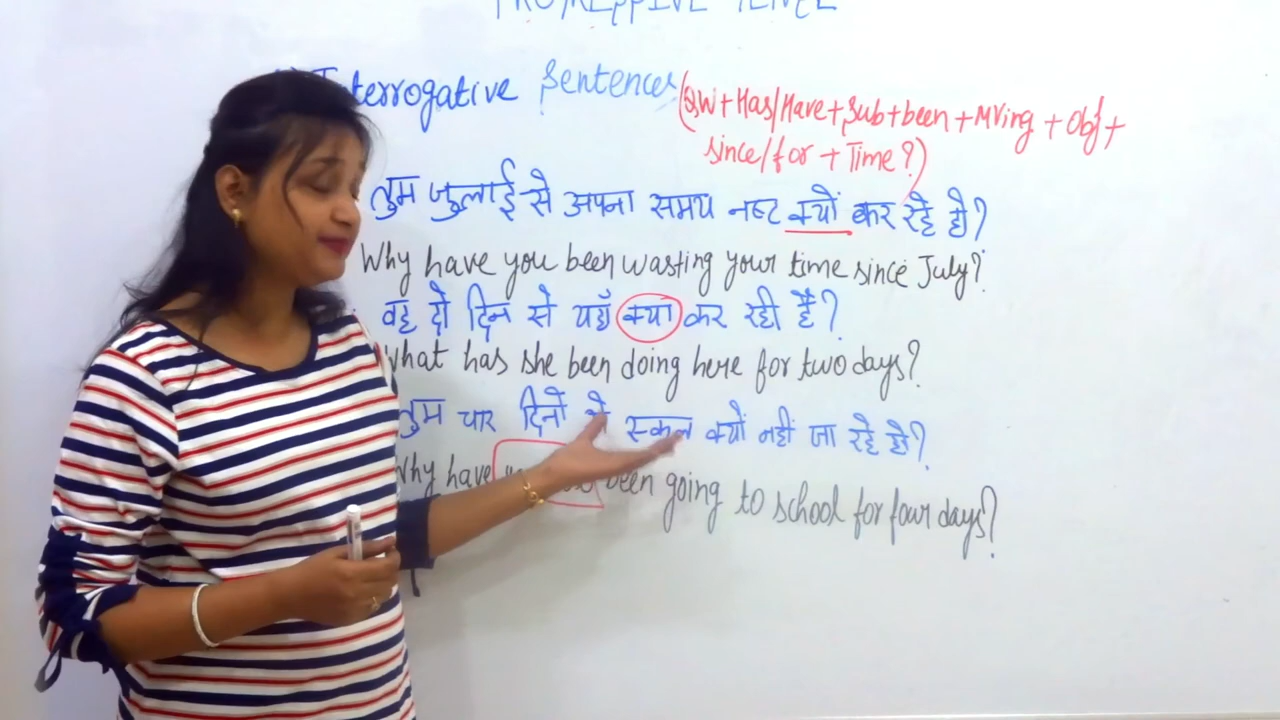 Interrogative Sentences (Q.W + Has/Have + Sub + been + MVing + Obj +
since/for + Time?)
तुम जुलाई से अपना समय नष्ट क्यों कर रहे हो?
Why have you been wasting your time since July?
वह दो दिन से यहाँ क्या कर रही है?
What has she been doing here for two days?
तुम चार दिनों से स्कूल क्यों नहीं जा रहे हो?
Why have been going to school for four days?